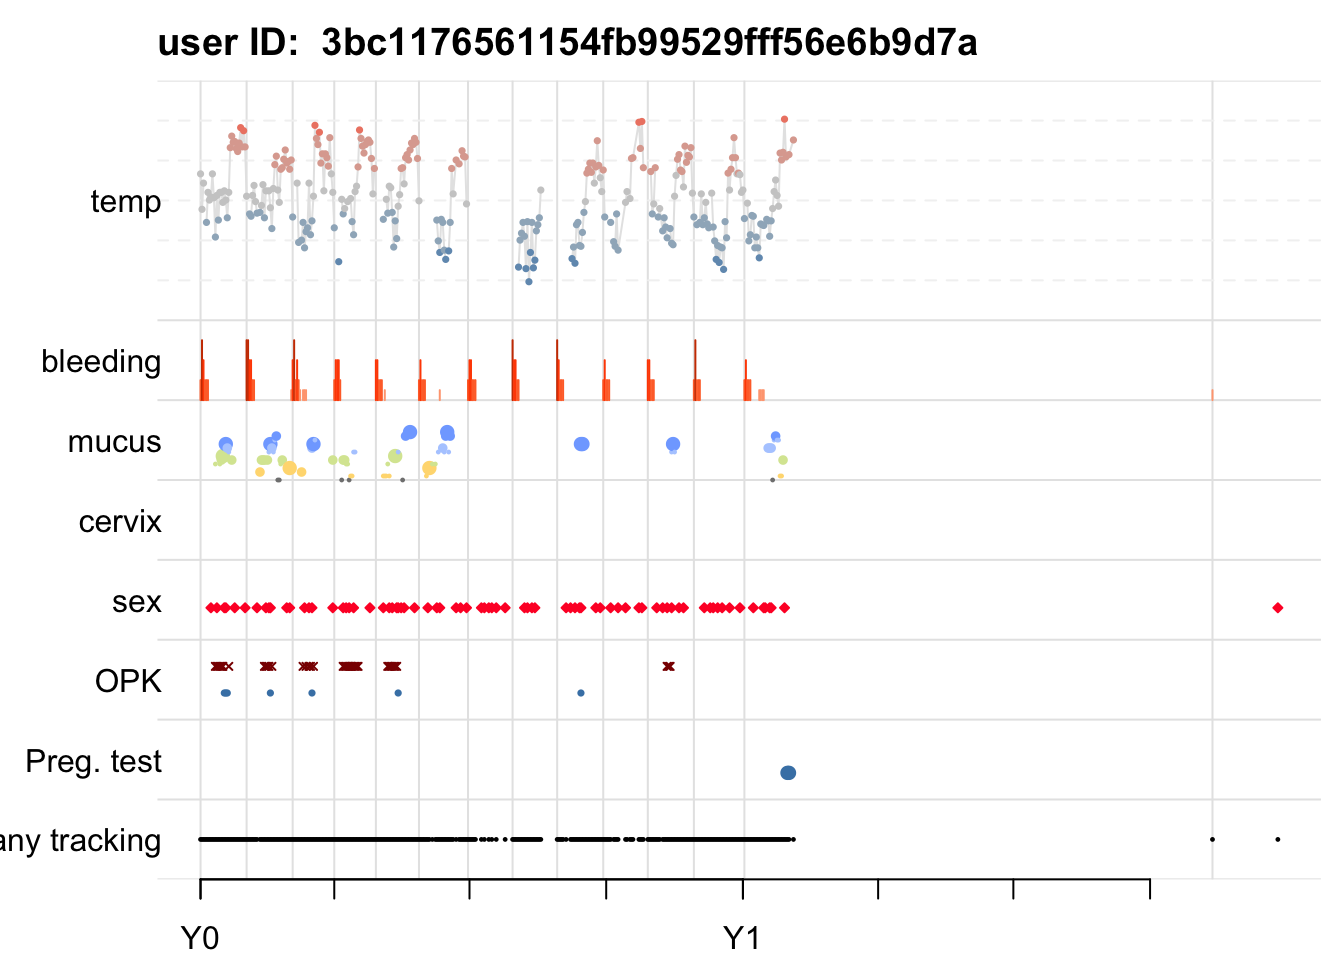 user ID:  3bc1176561154fb99529fff56e6b9d7a
temp
bleeding
mucus
cervix
sex
OPK
Preg. test
any tracking
Y0 Y1